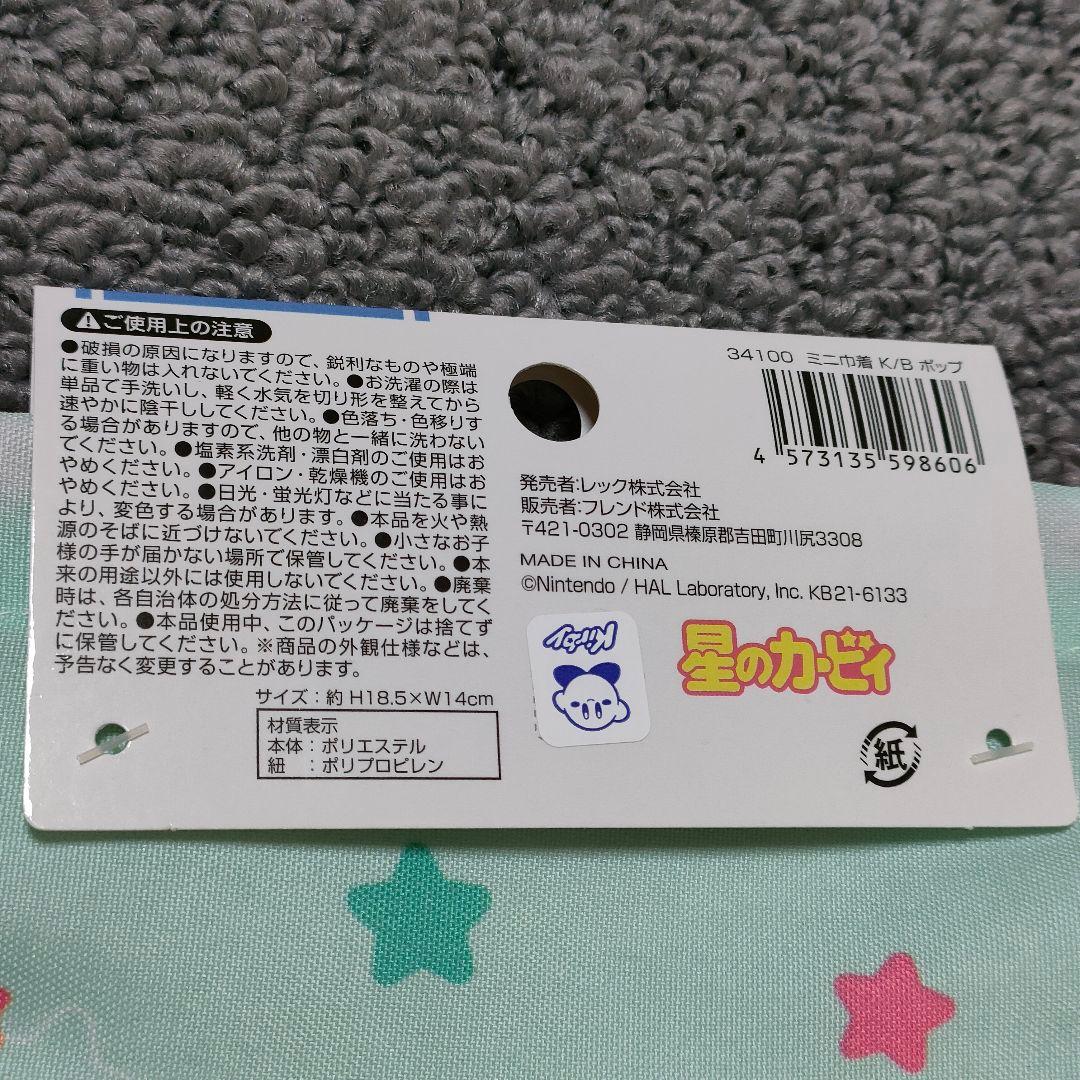 ⚠ご使用上の注意
●破損の原因になりますので、鋭利なものや極端
に重い物は入れないでください。●お洗濯の際は
単品で手洗いし、軽く水気を切り形を整えてから
速やかに陰干ししてください。●色落ち・色移りす
る場合がありますので、他の物と一緒に洗わない
でください。●塩素系洗剤・漂白剤のご使用はお
やめください。●アイロン・乾燥機のご使用はお
やめください。●日光・蛍光灯などに当たる事に
より、変色する場合があります。●本品を火や熱
源のそばに近づけないでください。●小さなお子
様の手が届かない場所で保管してください。●本
来の用途以外には使用しないでください。●廃棄
時は、各自治体の処分方法に従って廃棄をしてく
ださい。●本品使用中、このパッケージは捨てず
に保管してください。※商品の外観仕様などは、
予告なく変更することがあります。
サイズ：約 H18.5×W14cm
材質表示
本体：ポリエステル
紐　：ポリプロピレン
34100 ミニ巾着 K/B ポップ
4 573135 598606
発売者:レック株式会社
販売者:フレンド株式会社
〒421-0302 静岡県榛原郡吉田町川尻3308
MADE IN CHINA
©Nintendo / HAL Laboratory, Inc. KB21-6133
Kirby
星のカービィ
紙